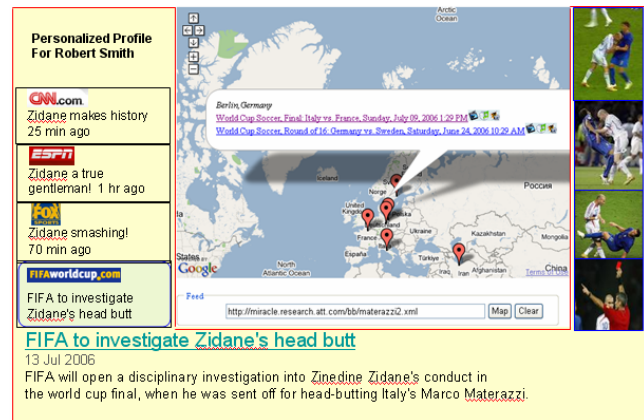 Personalized Profile
For Robert Smith
CNN.com
Zidane makes history
25 min ago
ESPN
Zidane a true
gentleman! 1 hr ago
FOX
SPORTS
Zidane smashing!
70 min ago
FIFAworldcup.com
FIFA to investigate
Zidane's head butt
Arctic
Ocean
Berlin, Germany
World Cup Soccer, Final: Italy vs. France, Sunday, July 09, 2006 1:29 PM
World Cup Soccer, Round of 16: Germany vs. Sweden, Saturday, June 24, 2006 10:29 AM
Iceland
Norge
Россия
United
Kingdom
Polska
France
Ukraine
Kazakhstan
Mongolia
Italia
Türkiye
Iraq
Iran
Afghanistan
China
States
North
Atlantic Ocean
Google
Terms of Use
Feed
http://miracle.research.att.com/bb/materazzi2.xml
Map
Clear
FIFA to investigate Zidane's head butt
13 Jul 2006
FIFA will open a disciplinary investigation into Zinedine Zidane's conduct in
the world cup final, when he was sent off for head-butting Italy's Marco Materazzi.